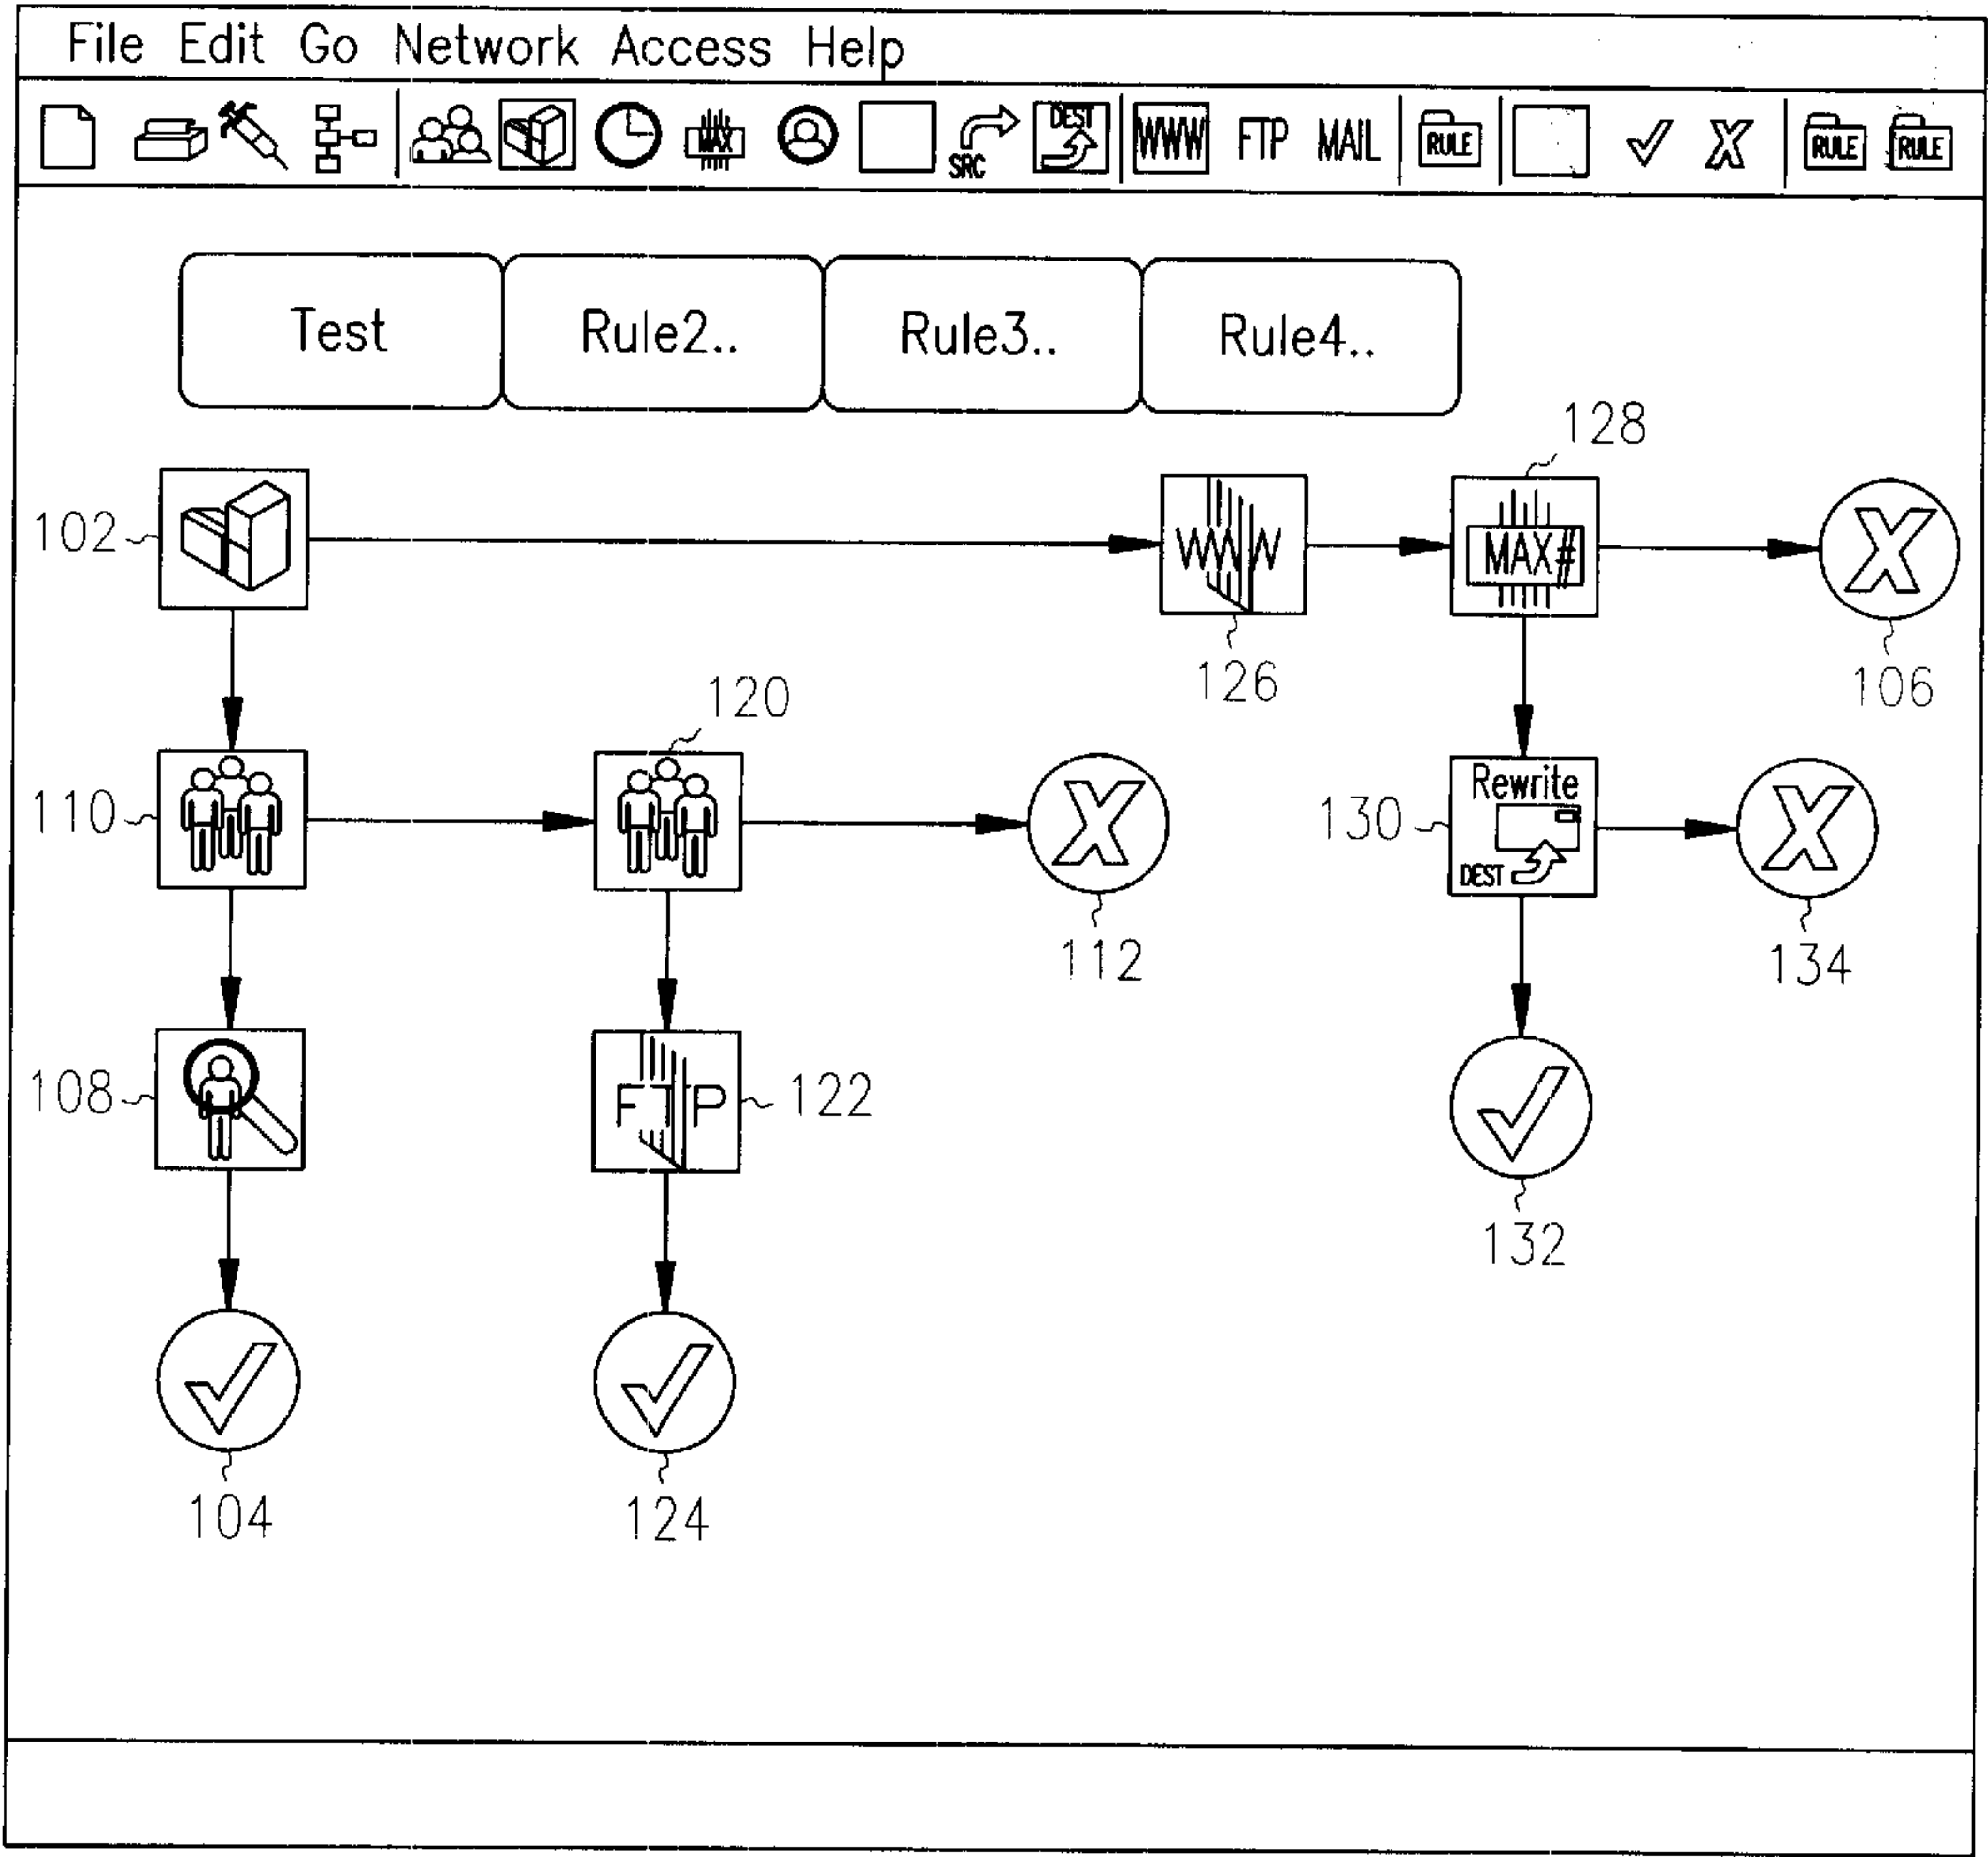 File Edit Go Network Access Help
MAX SRC DEST WWW FTP MAIL RULE RULE RULE
Test Rule2.. Rule3.. Rule4..
128
102 WWW MAX#
126 106
120
110 Rewrite
130
DEST
112 134
108 FTP 122
132
104 124